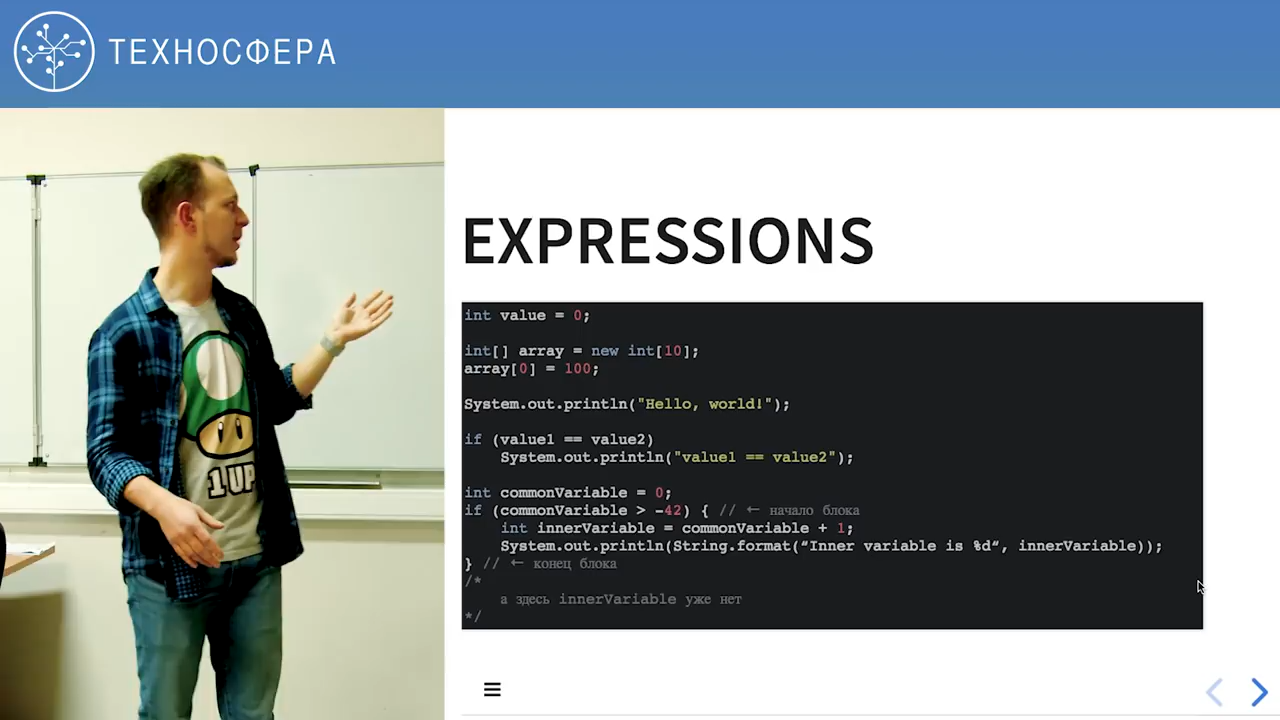 ТЕХНОСФЕРА
1 UP
EXPRESSIONS
int value = 0;
int[] array = new int[10];
array[0] = 100;
System.out.println("Hello, world!");
if (value1 == value2)
System.out.println("value1 == value2");
int commonVariable = 0;
if (commonVariable > -42) { // ← начало блока
int innerVariable = commonVariable + 1;
System.out.println(String.format(“Inner variable is %d“, innerVariable));
} // ← конец блока
/*
а здесь innerVariable уже нет
*/